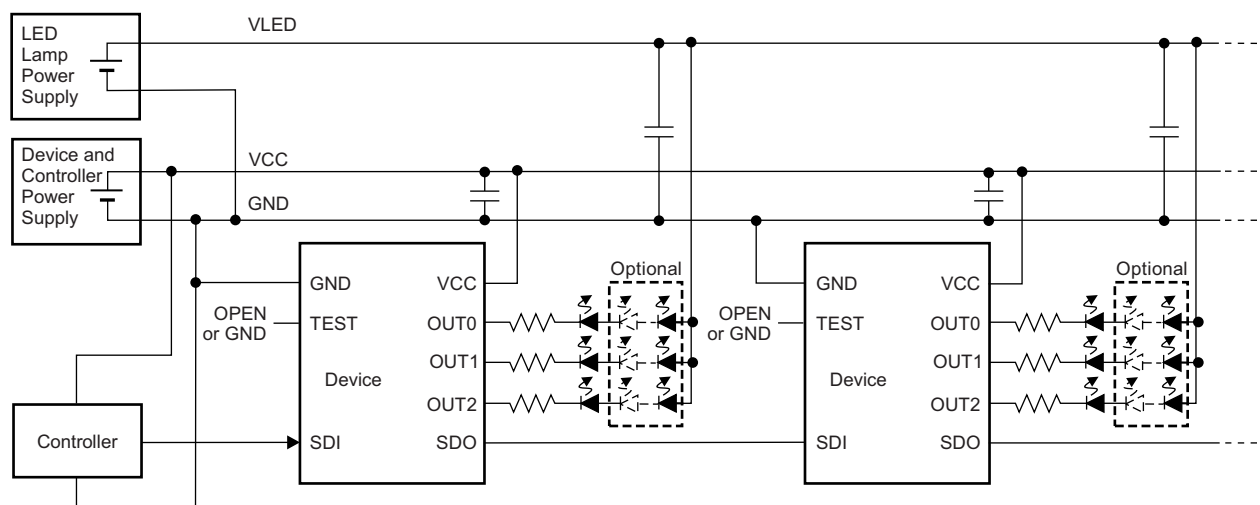 LED
Lamp
Power
Supply
VLED
Device and
Controller
Power
Supply
VCC
GND
GND
VCC
OPEN
or GND
TEST
OUT0
OUT1
Device
OUT2
SDI
SDO
Optional
GND
VCC
OPEN
or GND
TEST
OUT0
OUT1
Device
OUT2
SDI
SDO
Optional
Controller